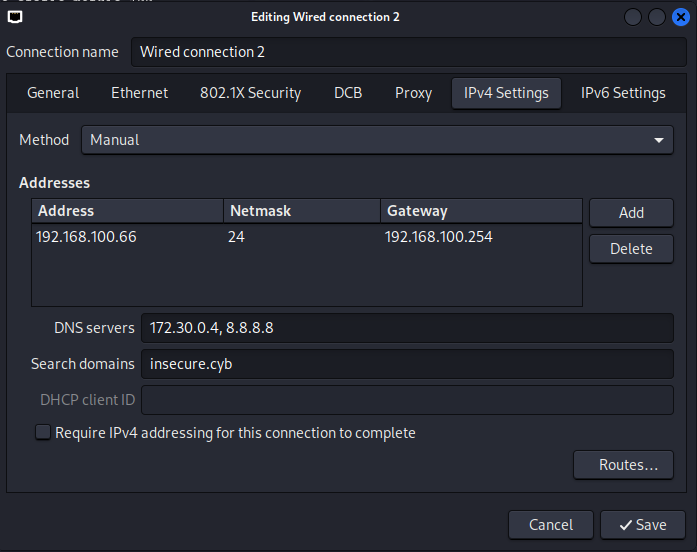 Editing Wired connection 2
Connection name Wired connection 2
General Ethernet 802.1X Security DCB Proxy IPv4 Settings IPv6 Settings
Method Manual
Addresses
Address Netmask Gateway Add
192.168.100.66 24 192.168.100.254
Delete
DNS servers 172.30.0.4, 8.8.8.8
Search domains insecure.cyb
DHCP client ID
Require IPv4 addressing for this connection to complete
Routes...
Cancel Save